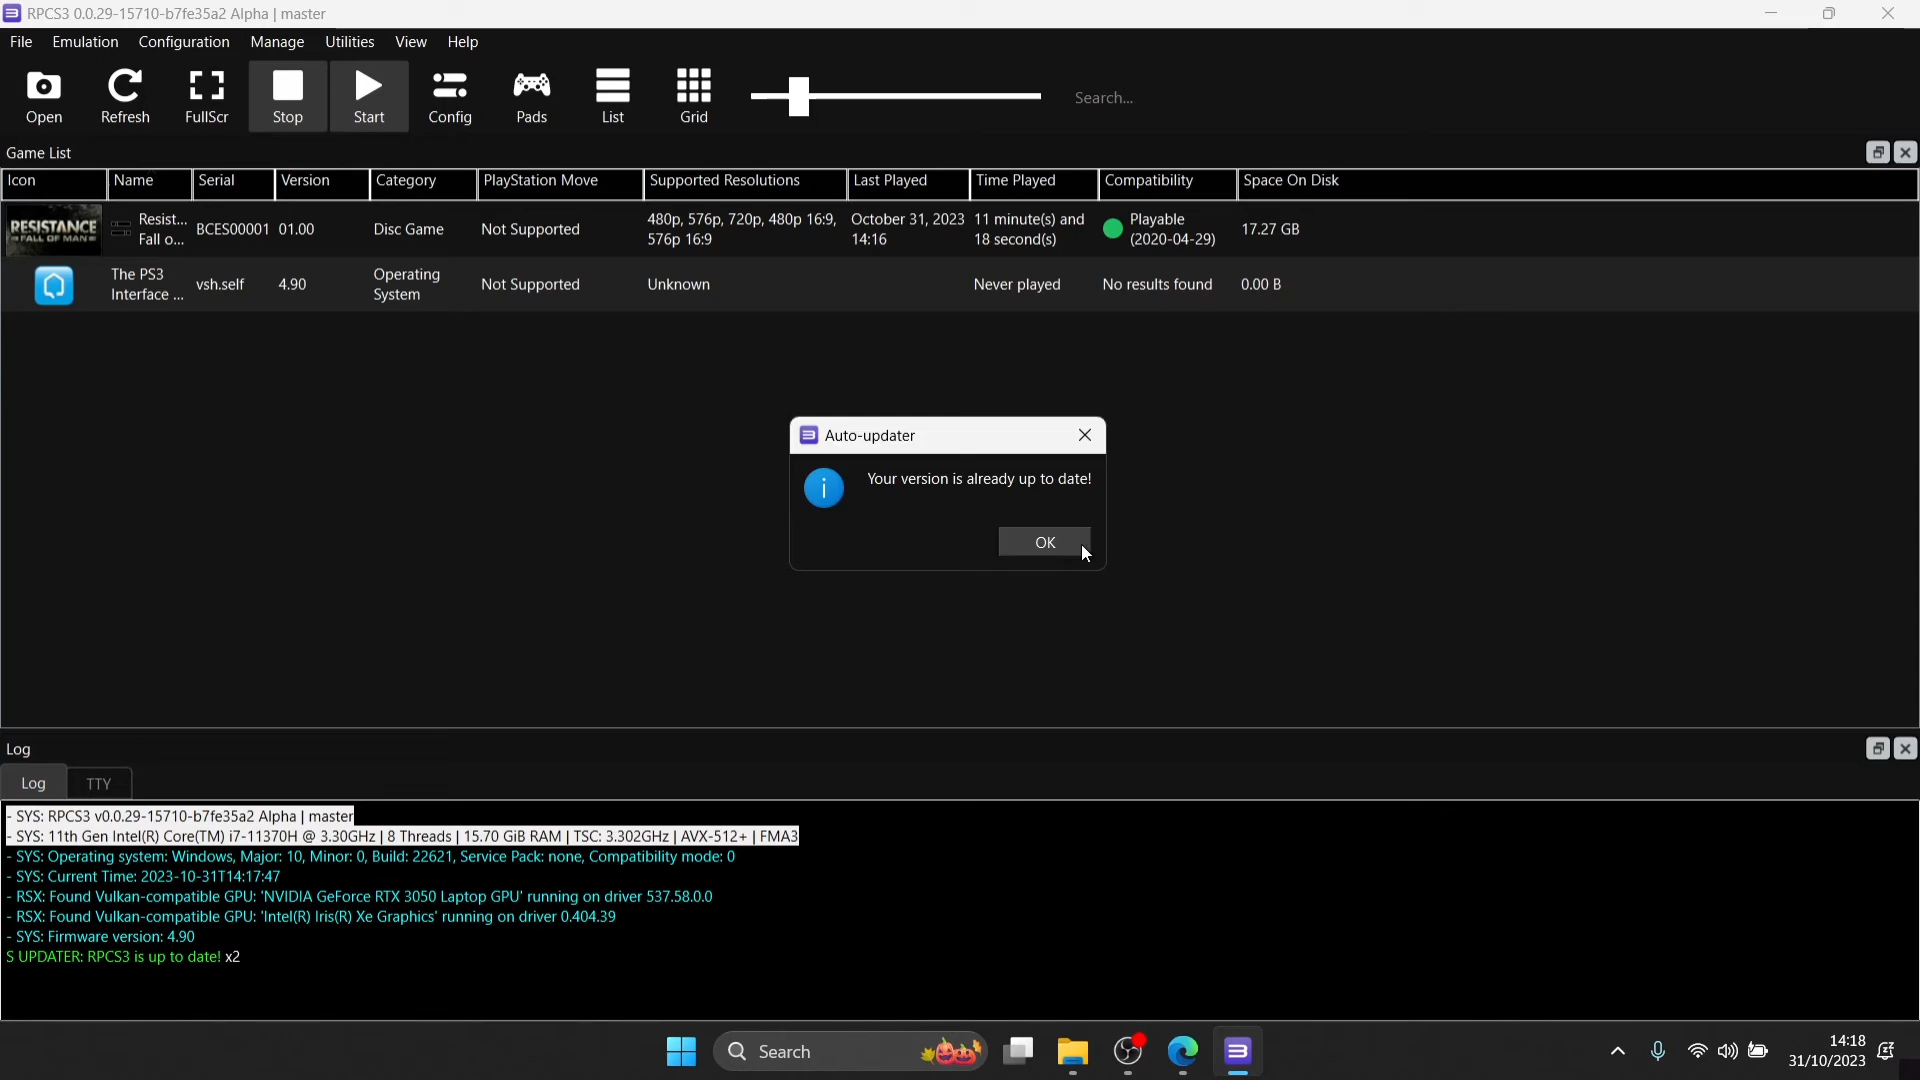 RPCS3 0.0.29-15710-b7fe35a2 Alpha | master
File Emulation Configuration Manage Utilities View Help
Open Refresh FullScr Stop Start Config Pads List Grid Search...
Game List
Icon Name Serial Version Category PlayStation Move Supported Resolutions Last Played Time Played Compatibility Space On Disk
RESISTANCE Resist... BCES00001 01.00 Disc Game Not Supported 480p, 576p, 720p, 480p 16:9, October 31, 2023 11 minute(s) and Playable 17.27 GB
FALL OF MAN Fall o... 576p 16:9 14:16 18 second(s) (2020-04-29)
The PS3 vsh.self 4.90 Operating Not Supported Unknown Never played No results found 0.00 B
Interface ... System
Auto-updater
Your version is already up to date!
OK
Log
Log TTY
- SYS: RPCS3 v0.0.29-15710-b7fe35a2 Alpha | master
- SYS: 11th Gen Intel(R) Core(TM) i7-11370H @ 3.30GHz | 8 Threads | 15.70 GiB RAM | TSC: 3.302GHz | AVX-512+ | FMA3
- SYS: Operating system: Windows, Major: 10, Minor: 0, Build: 22621, Service Pack: none, Compatibility mode: 0
- SYS: Current Time: 2023-10-31T14:17:47
- RSX: Found Vulkan-compatible GPU: 'NVIDIA GeForce RTX 3050 Laptop GPU' running on driver 537.58.0.0
- RSX: Found Vulkan-compatible GPU: 'Intel(R) Iris(R) Xe Graphics' running on driver 0.404.39
- SYS: Firmware version: 4.90
S UPDATER: RPCS3 is up to date! x2
Search
14:18
31/10/2023